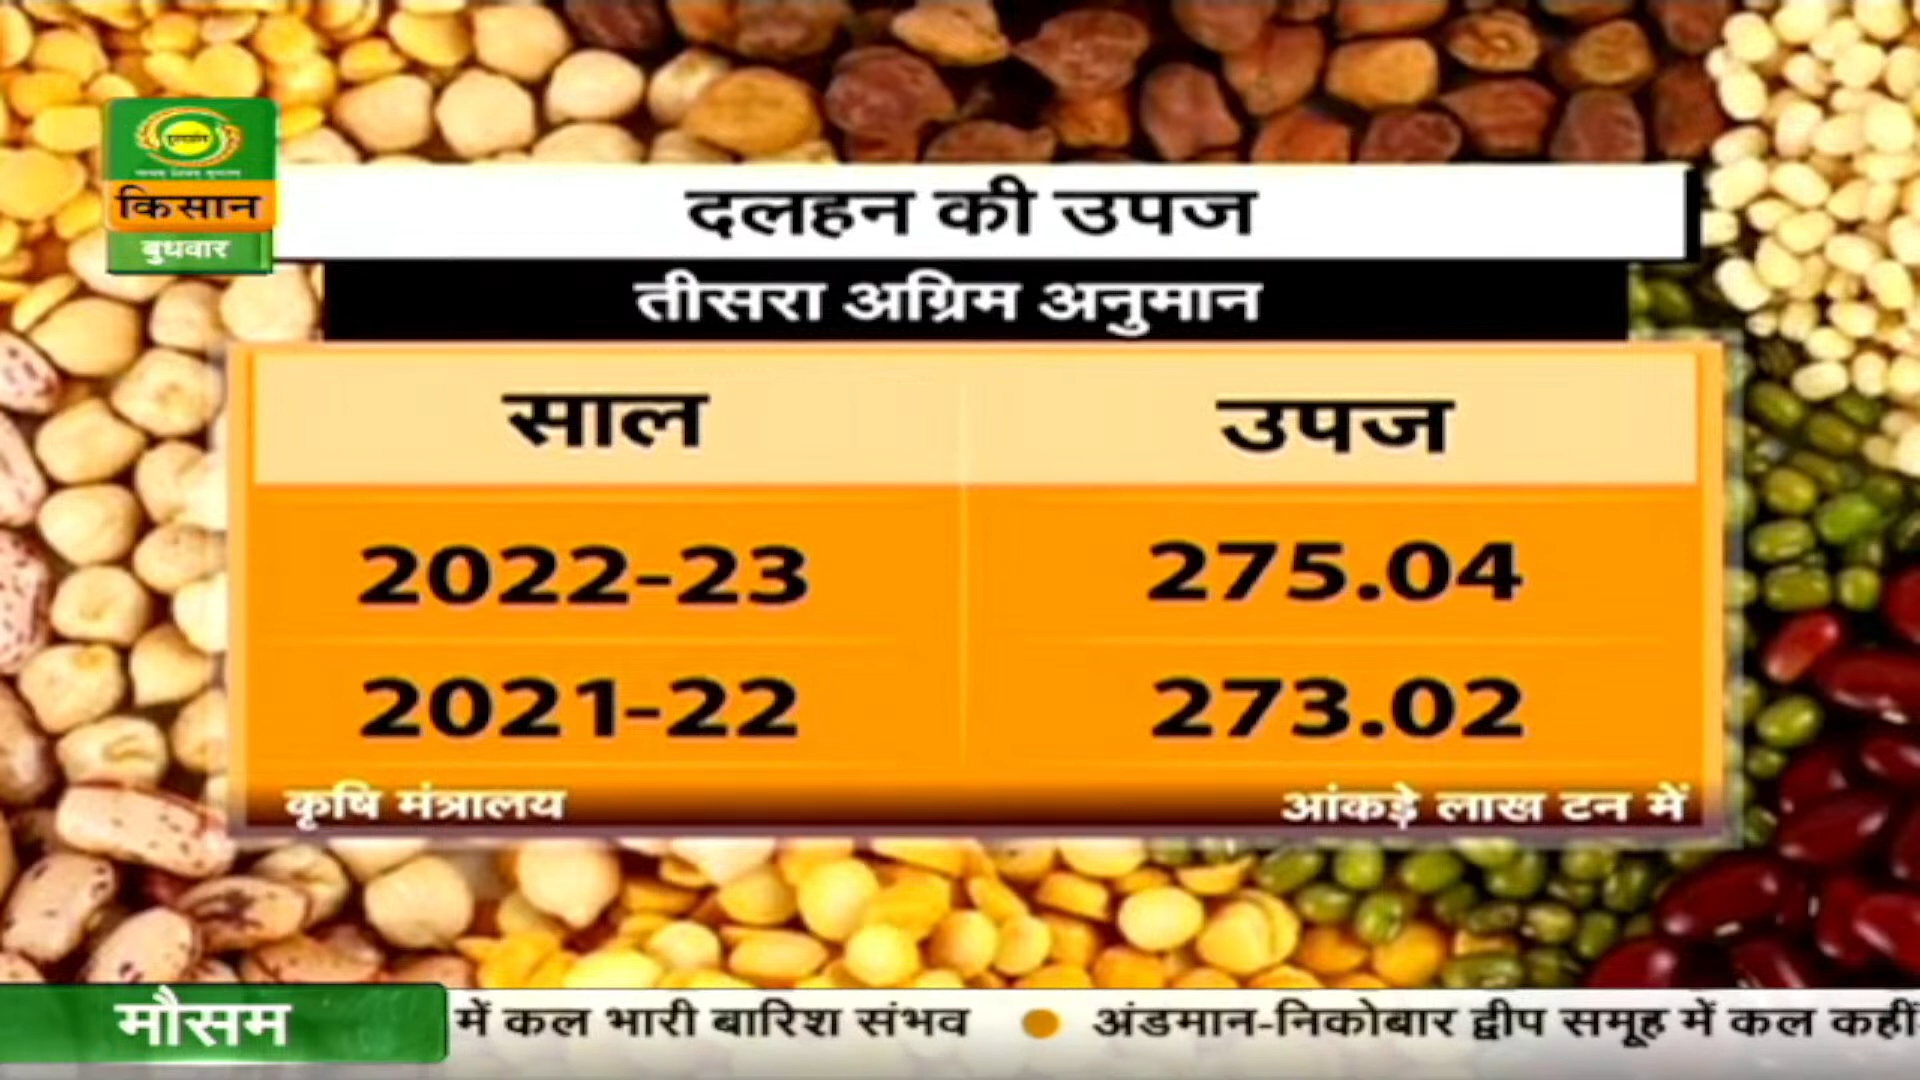 किसान
बुधवार
दलहन की उपज
तीसरा अग्रिम अनुमान
साल उपज
2022-23 275.04
2021-22 273.02
कृषि मंत्रालय आंकड़े लाख टन में
मौसम में कल भारी बारिश संभव अंडमान-निकोबार द्वीप समूह में कल कहीं